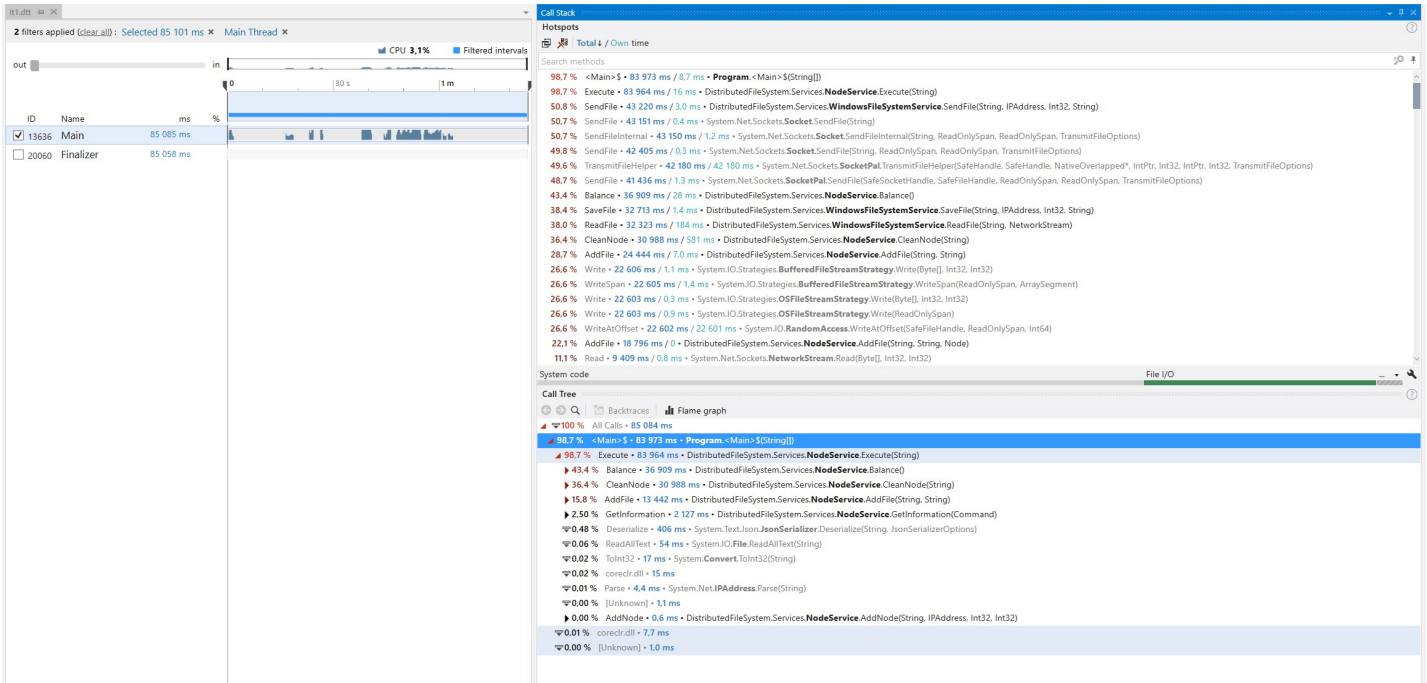 tt1.dtt
2 filters applied (clear all) : Selected 85 101 ms × Main Thread ×
CPU 3,1% Filtered intervals
out in
0 30 s 1 m
ID Name ms %
13636 Main 85 085 ms
20060 Finalizer 85 058 ms
Call Stack
Hotspots
Total↓ / Own time
Search methods
98,7 % <Main>$ • 83 973 ms / 8,7 ms • Program.<Main>$(String[])
98,7 % Execute • 83 964 ms / 16 ms • DistributedFileSystem.Services.NodeService.Execute(String)
50,8 % SendFile • 43 220 ms / 3,0 ms • DistributedFileSystem.Services.WindowsFileSystemService.SendFile(String, IPAddress, Int32, String)
50,7 % SendFile • 43 151 ms / 0,4 ms • System.Net.Sockets.Socket.SendFile(String)
50,7 % SendFileInternal • 43 150 ms / 1,2 ms • System.Net.Sockets.Socket.SendFileInternal(String, ReadOnlySpan, ReadOnlySpan, TransmitFileOptions)
49,8 % SendFile • 42 405 ms / 0,3 ms • System.Net.Sockets.Socket.SendFile(String, ReadOnlySpan, ReadOnlySpan, TransmitFileOptions)
49,6 % TransmitFileHelper • 42 180 ms / 42 180 ms • System.Net.Sockets.SocketPal.TransmitFileHelper(SafeHandle, SafeHandle, NativeOverlapped*, IntPtr, Int32, IntPtr, Int32, TransmitFileOptions)
48,7 % SendFile • 41 436 ms / 1,3 ms • System.Net.Sockets.SocketPal.SendFile(SafeSocketHandle, SafeFileHandle, ReadOnlySpan, ReadOnlySpan, TransmitFileOptions)
43,4 % Balance • 36 909 ms / 28 ms • DistributedFileSystem.Services.NodeService.Balance()
38,4 % SaveFile • 32 713 ms / 1,4 ms • DistributedFileSystem.Services.WindowsFileSystemService.SaveFile(String, IPAddress, Int32, String)
38,0 % ReadFile • 32 323 ms / 184 ms • DistributedFileSystem.Services.WindowsFileSystemService.ReadFile(String, NetworkStream)
36,4 % CleanNode • 30 988 ms / 581 ms • DistributedFileSystem.Services.NodeService.CleanNode(String)
28,7 % AddFile • 24 444 ms / 7,0 ms • DistributedFileSystem.Services.NodeService.AddFile(String, String)
26,6 % Write • 22 606 ms / 1,1 ms • System.IO.Strategies.BufferedFileStreamStrategy.Write(Byte[], Int32, Int32)
26,6 % WriteSpan • 22 605 ms / 1,4 ms • System.IO.Strategies.BufferedFileStreamStrategy.WriteSpan(ReadOnlySpan, ArraySegment)
26,6 % Write • 22 603 ms / 0,3 ms • System.IO.Strategies.OSFileStreamStrategy.Write(Byte[], Int32, Int32)
26,6 % Write • 22 603 ms / 0,9 ms • System.IO.Strategies.OSFileStreamStrategy.Write(ReadOnlySpan)
26,6 % WriteAtOffset • 22 602 ms / 22 601 ms • System.IO.RandomAccess.WriteAtOffset(SafeFileHandle, ReadOnlySpan, Int64)
22,1 % AddFile • 18 796 ms / 0 • DistributedFileSystem.Services.NodeService.AddFile(String, String, Node)
11,1 % Read • 9 409 ms / 0,8 ms • System.Net.Sockets.NetworkStream.Read(Byte[], Int32, Int32)
System code File I/O ...
Call Tree
Backtraces Flame graph
100 % All Calls • 85 084 ms
98,7 % <Main>$ • 83 973 ms • Program.<Main>$(String[])
98,7 % Execute • 83 964 ms • DistributedFileSystem.Services.NodeService.Execute(String)
43,4 % Balance • 36 909 ms • DistributedFileSystem.Services.NodeService.Balance()
36,4 % CleanNode • 30 988 ms • DistributedFileSystem.Services.NodeService.CleanNode(String)
15,8 % AddFile • 13 442 ms • DistributedFileSystem.Services.NodeService.AddFile(String, String)
2,50 % GetInformation • 2 127 ms • DistributedFileSystem.Services.NodeService.GetInformation(Command)
0,48 % Deserialize • 406 ms • System.Text.Json.JsonSerializer.Deserialize(String, JsonSerializerOptions)
0,06 % ReadAllText • 54 ms • System.IO.File.ReadAllText(String)
0,02 % ToInt32 • 17 ms • System.Convert.ToInt32(String)
0,02 % coreclr.dll • 15 ms
0,01 % Parse • 4,4 ms • System.Net.IPAddress.Parse(String)
0,00 % [Unknown] • 1,1 ms
0,00 % AddNode • 0,6 ms • DistributedFileSystem.Services.NodeService.AddNode(String, IPAddress, Int32, Int32)
0,01 % coreclr.dll • 7,7 ms
0,00 % [Unknown] • 1,0 ms